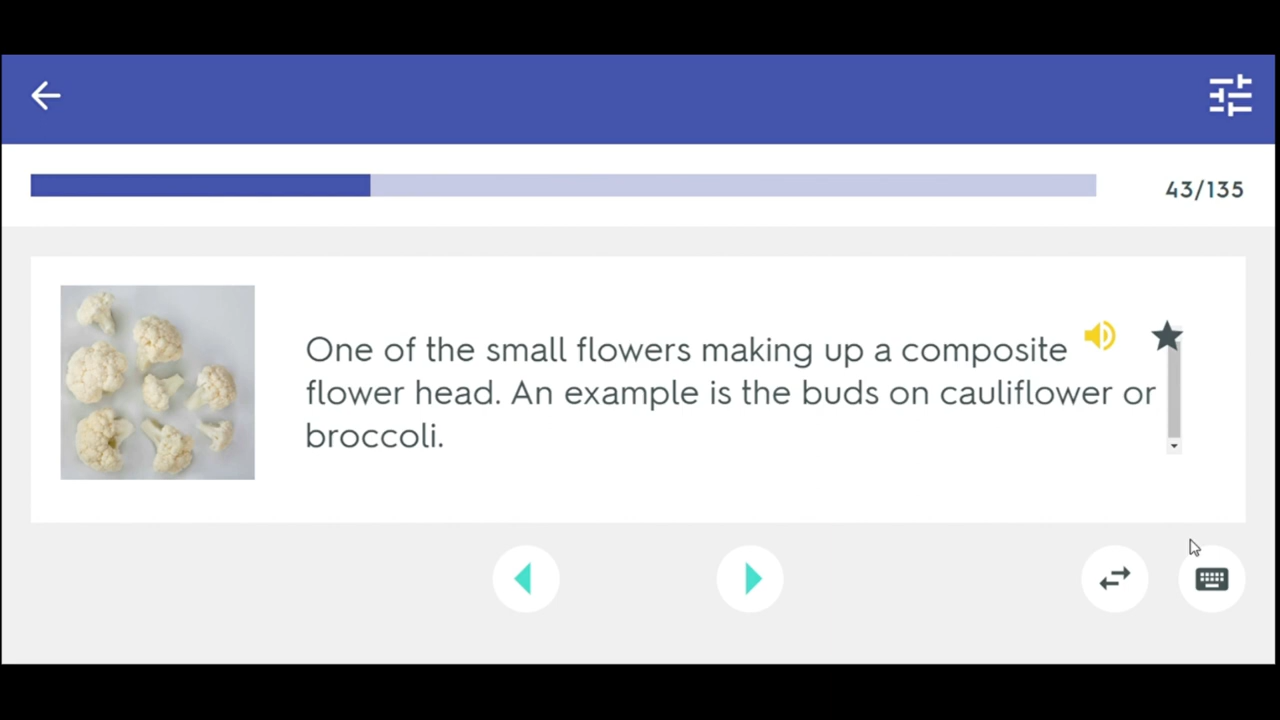 43/135
One of the small flowers making up a composite
flower head. An example is the buds on cauliflower or
broccoli.